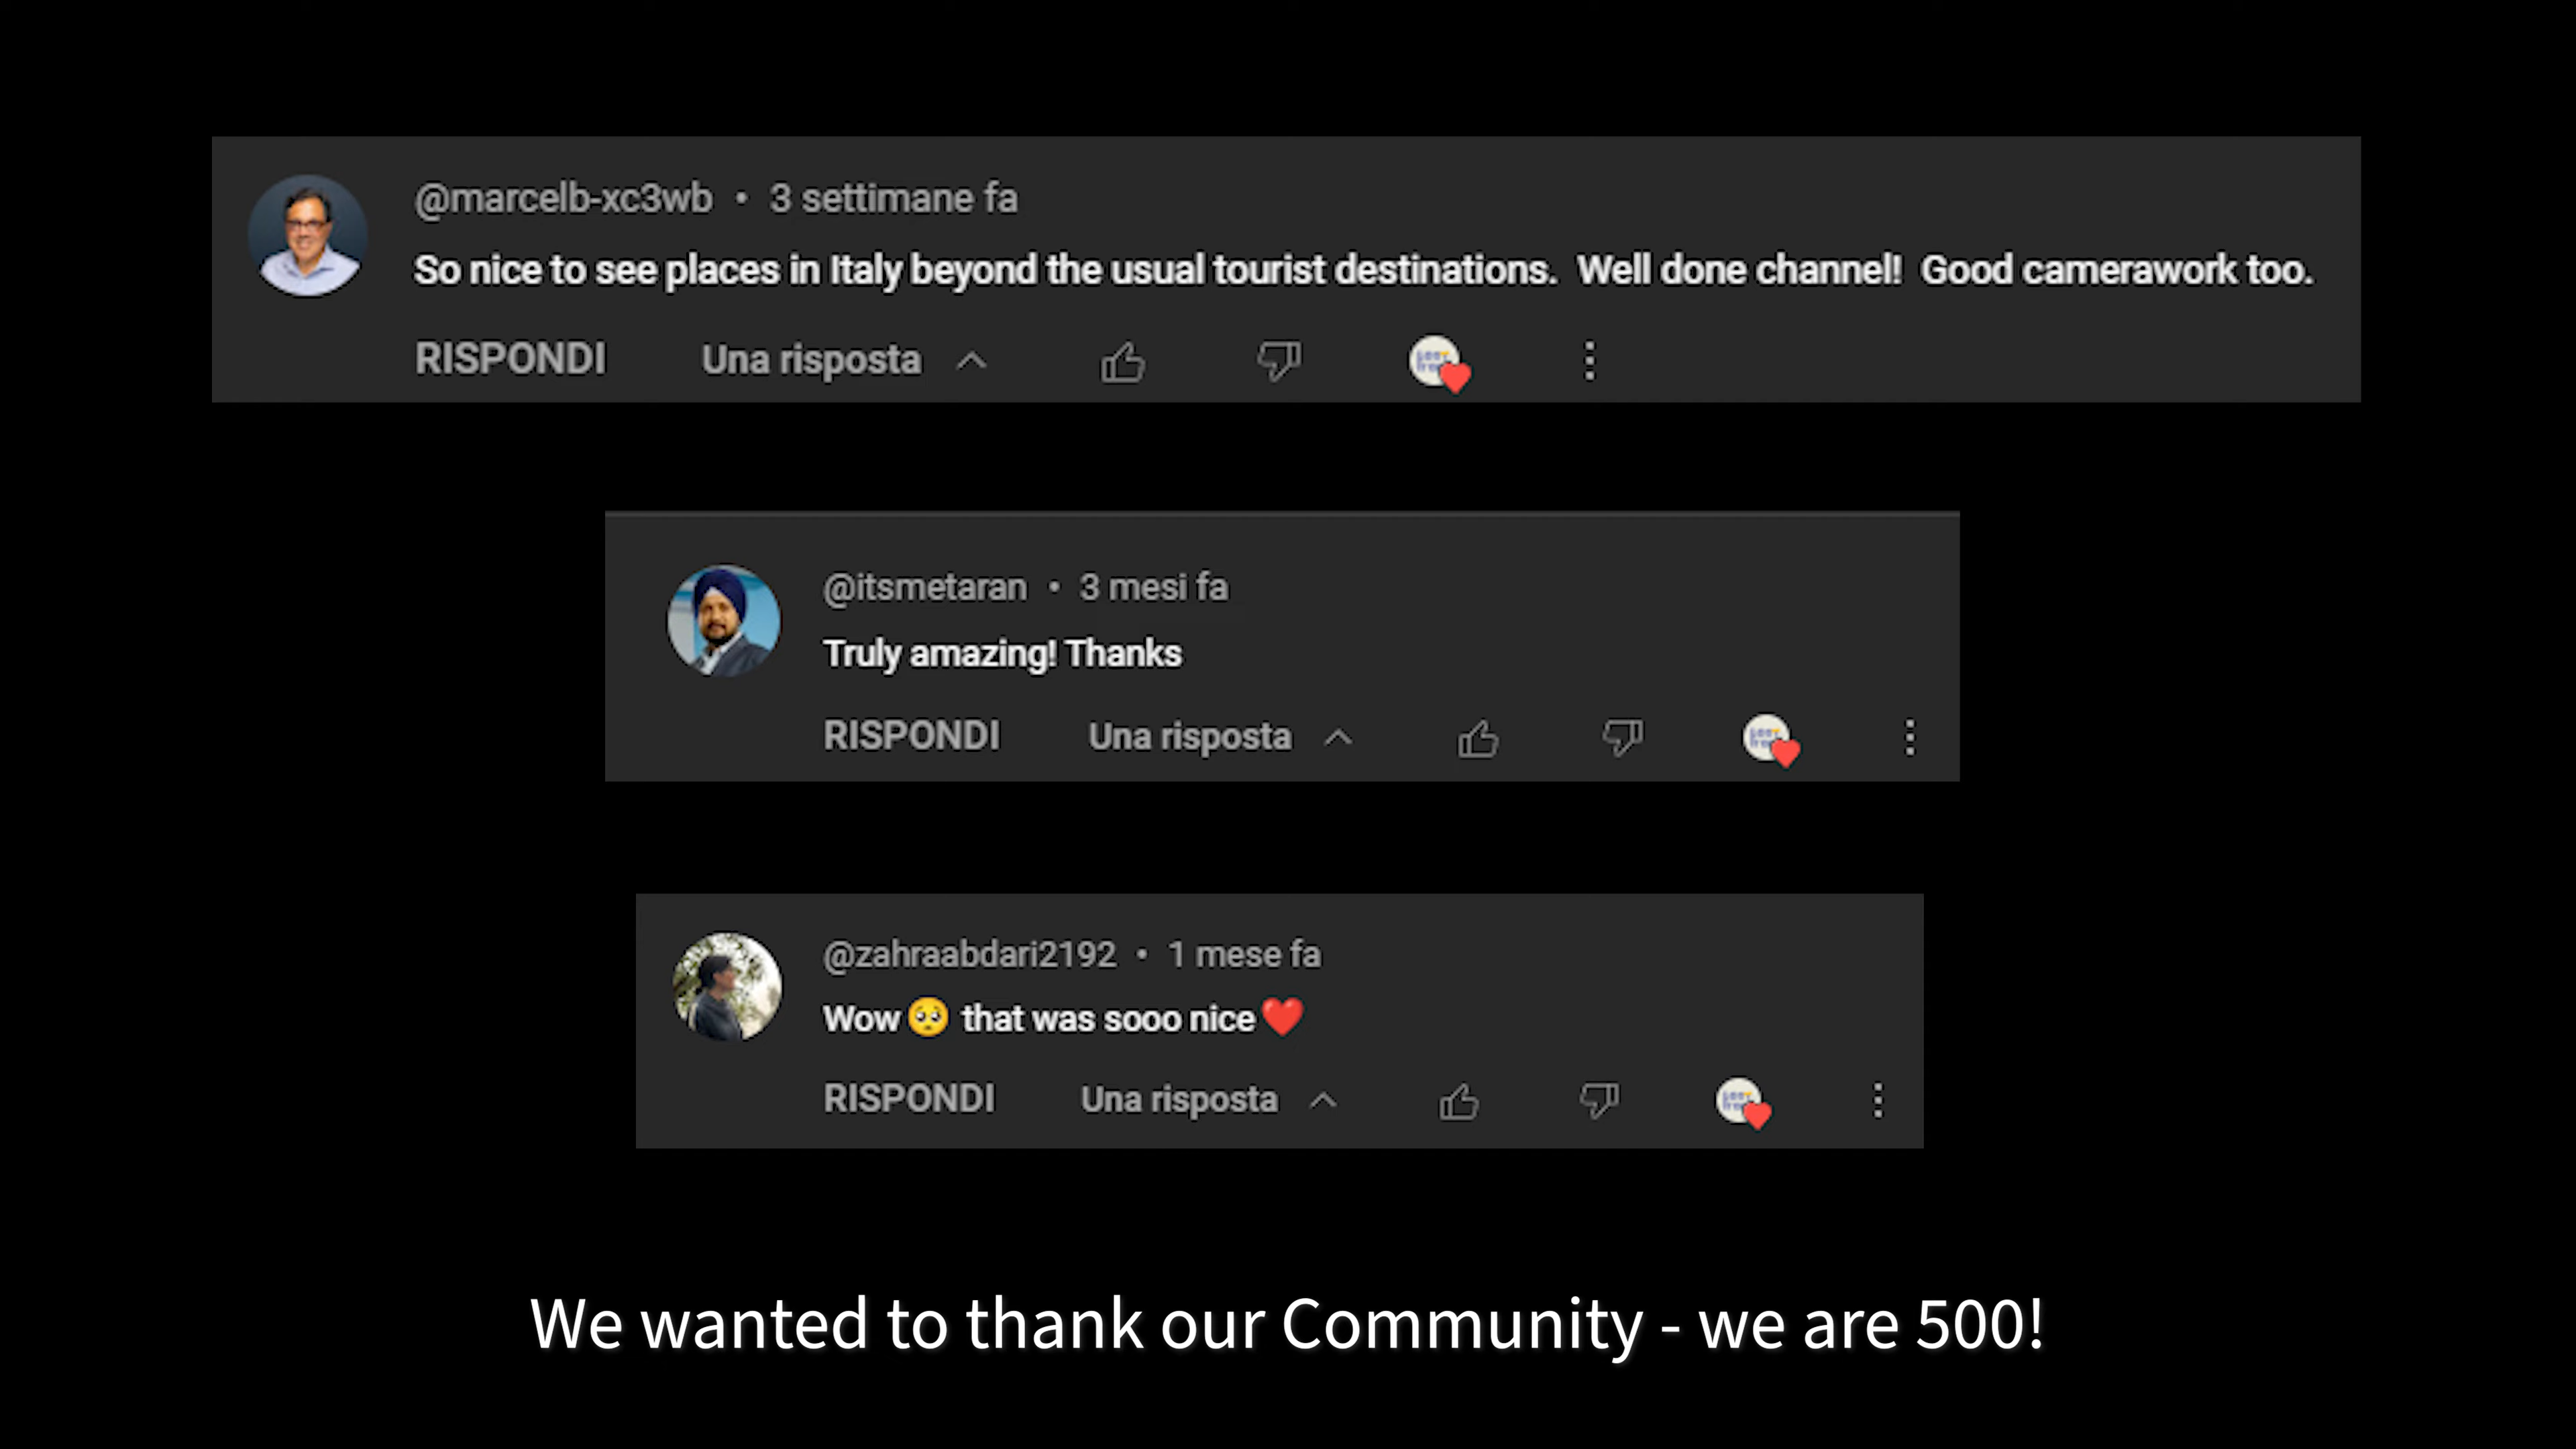 @marcelb-xc3wb • 3 settimane fa
So nice to see places in Italy beyond the usual tourist destinations.  Well done channel!  Good camerawork too.
RISPONDI Una risposta
@itsmetaran • 3 mesi fa
Truly amazing! Thanks
RISPONDI Una risposta
@zahraabdari2192 • 1 mese fa
Wow🥺 that was sooo nice❤️
RISPONDI Una risposta
We wanted to thank our Community - we are 500!